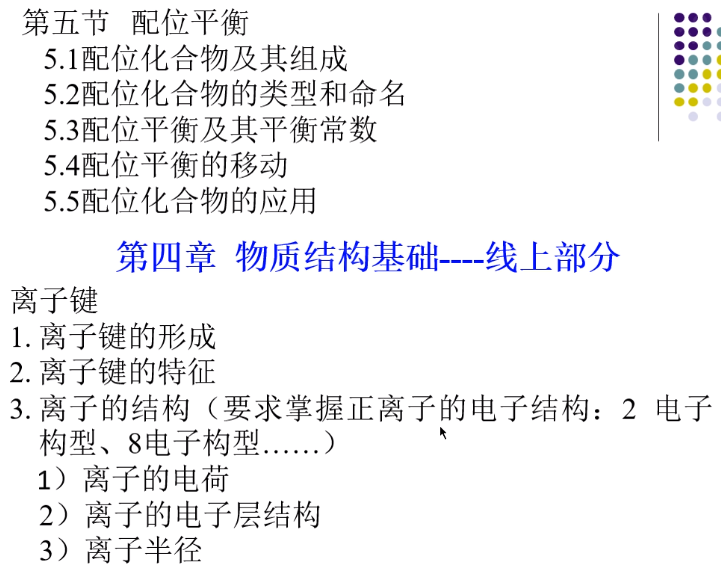 第五节 配位平衡
5.1配位化合物及其组成
5.2配位化合物的类型和命名
5.3配位平衡及其平衡常数
5.4配位平衡的移动
5.5配位化合物的应用
第四章 物质结构基础----线上部分
离子键
1. 离子键的形成
2. 离子键的特征
3. 离子的结构（要求掌握正离子的电子结构：2 电子
构型、8电子构型……）
1）离子的电荷
2）离子的电子层结构
3）离子半径